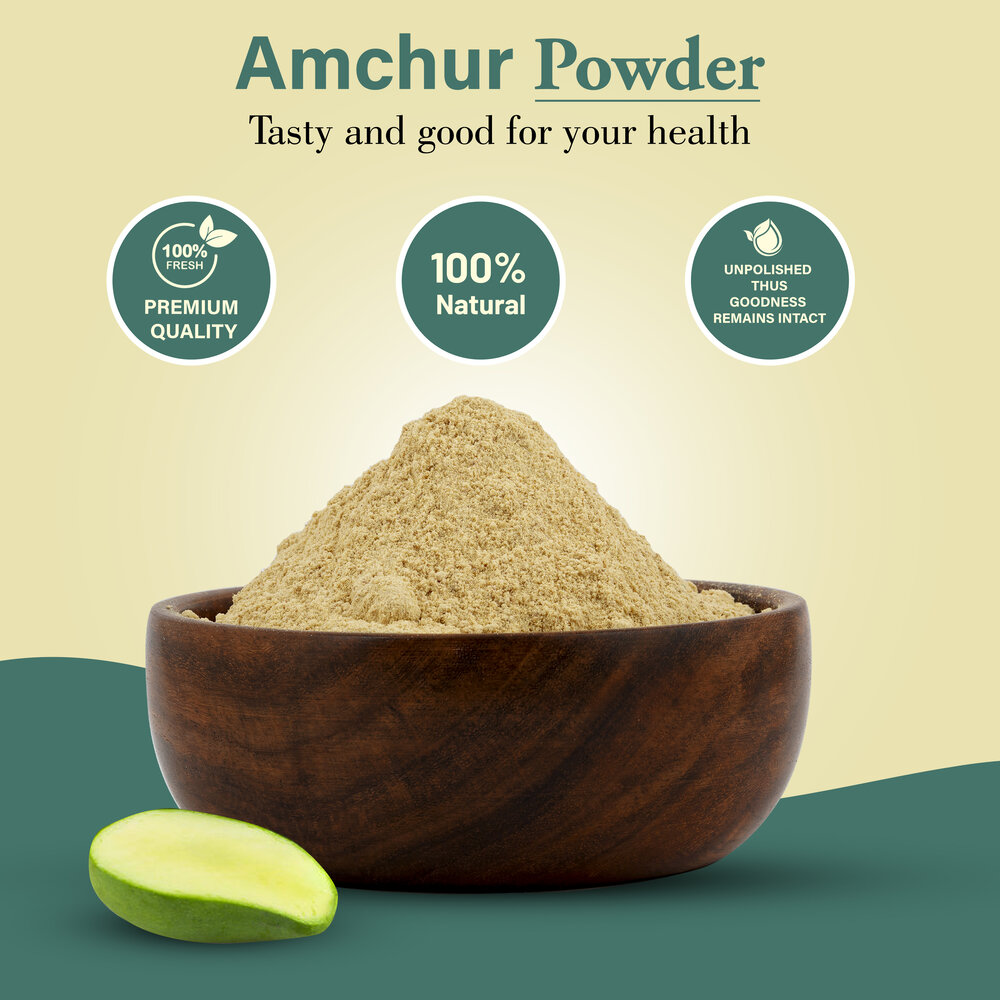 Amchur Powder
Tasty and good for your health
100%
FRESH
PREMIUM
QUALITY
100%
Natural
UNPOLISHED
THUS
GOODNESS
REMAINS INTACT